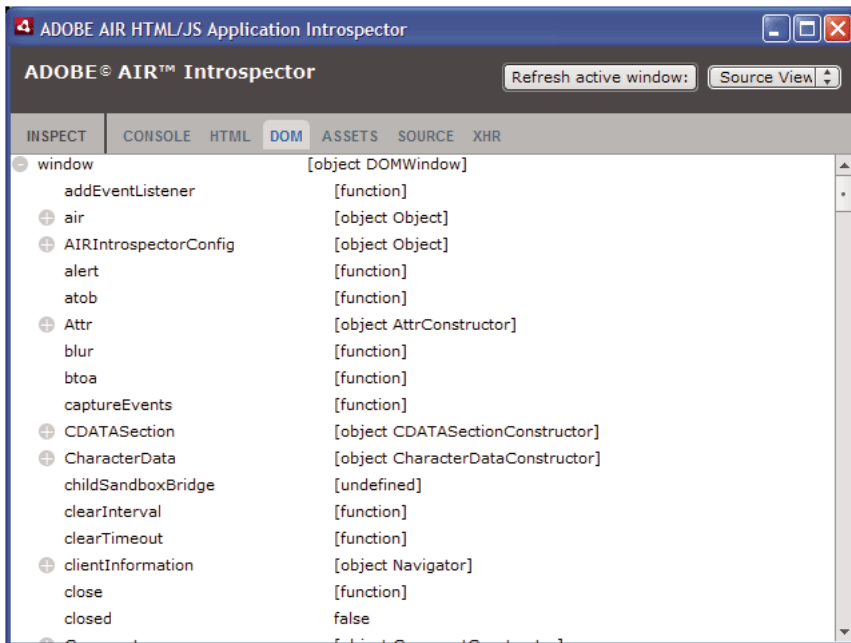 ADOBE AIR HTML/JS Application Introspector
ADOBE© AIR™ Introspector Refresh active window: Source View
INSPECT CONSOLE HTML DOM ASSETS SOURCE XHR
window [object DOMWindow]
addEventListener [function]
air [object Object]
AIRIntrospectorConfig [object Object]
alert [function]
atob [function]
Attr [object AttrConstructor]
blur [function]
btoa [function]
captureEvents [function]
CDATASection [object CDATASectionConstructor]
CharacterData [object CharacterDataConstructor]
childSandboxBridge [undefined]
clearInterval [function]
clearTimeout [function]
clientInformation [object Navigator]
close [function]
closed false